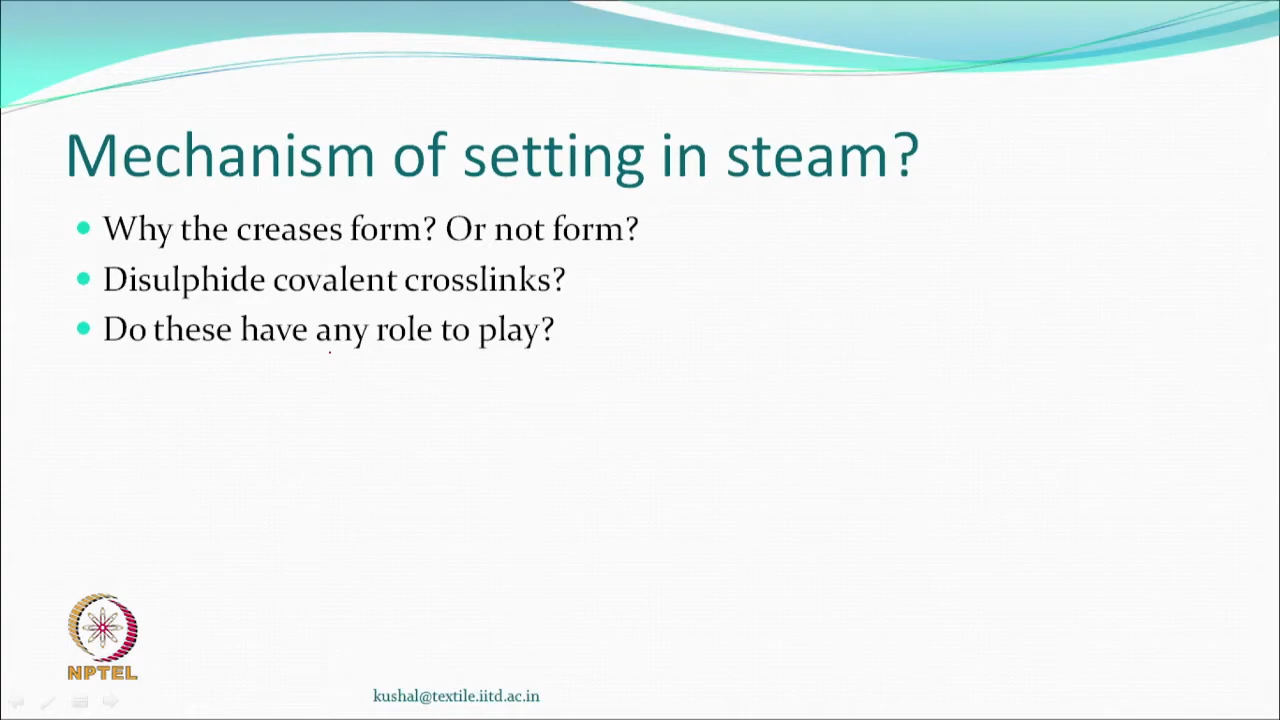 Mechanism of setting in steam?
Why the creases form? Or not form?
Disulphide covalent crosslinks?
Do these have any role to play?
NPTEL
kushal@textile.iitd.ac.in